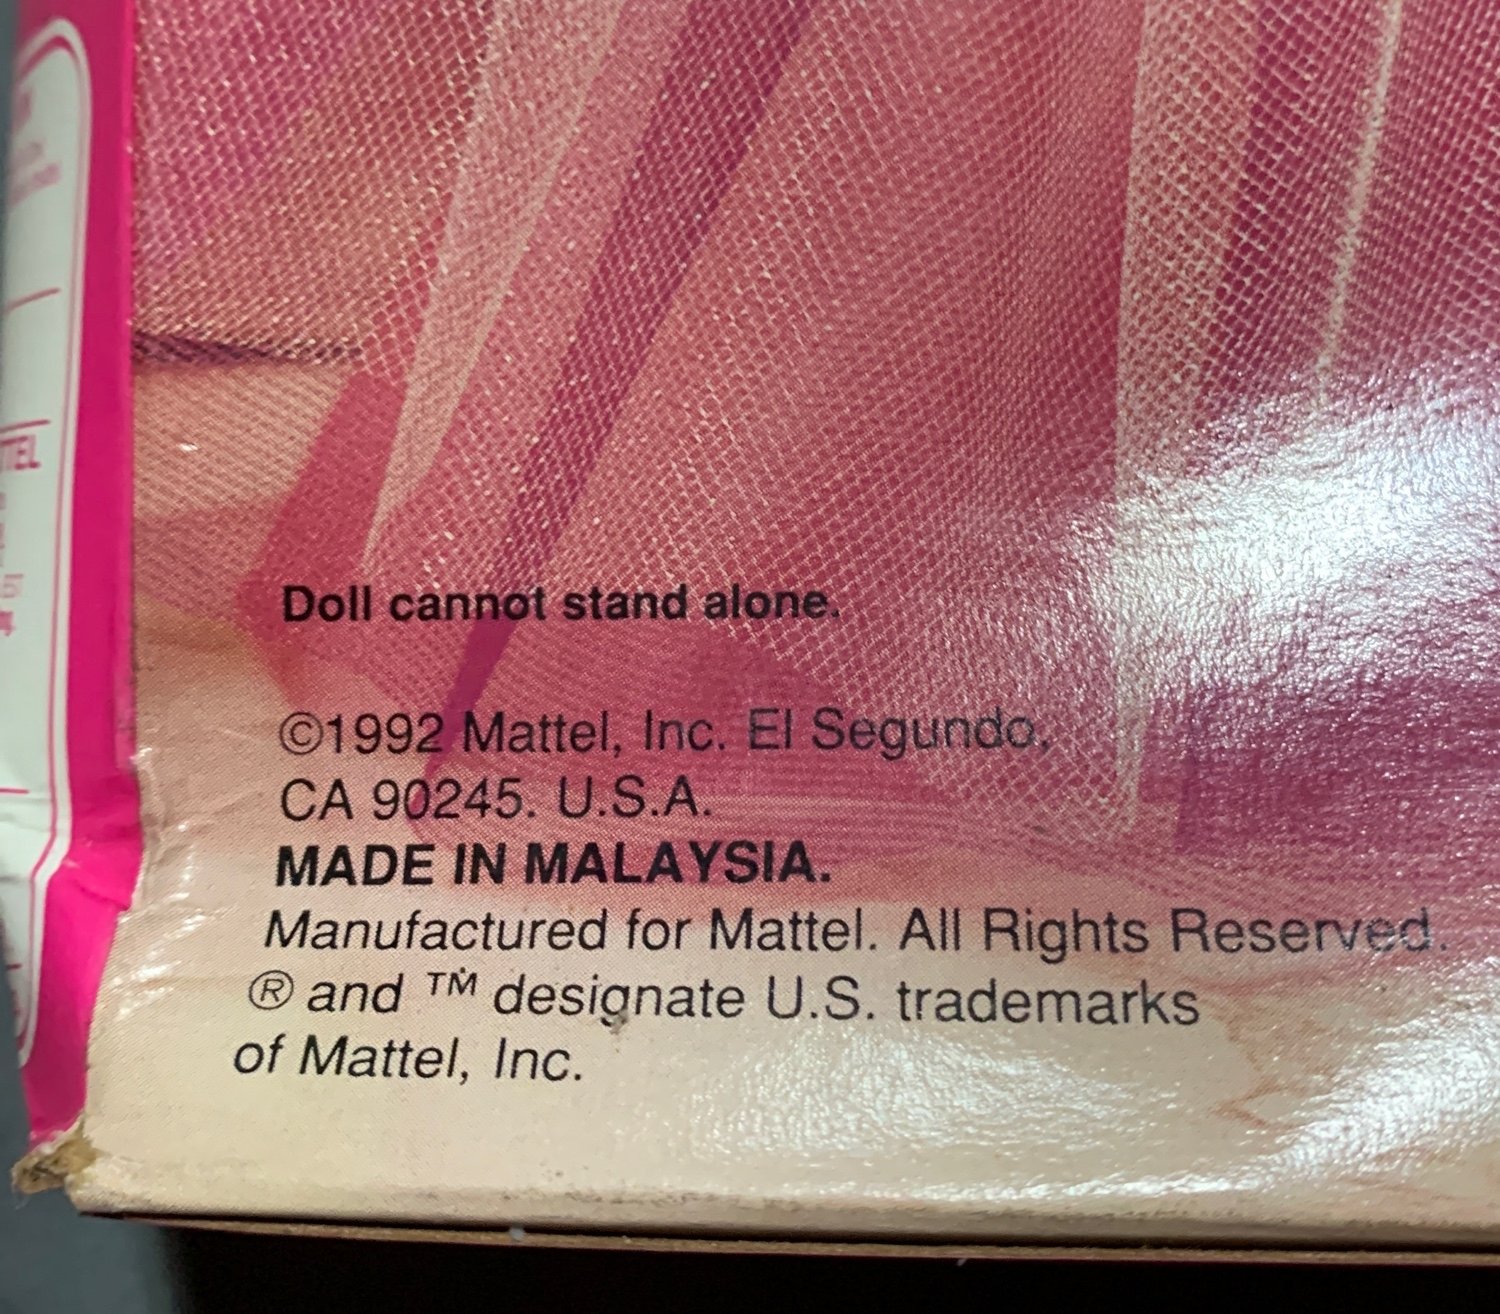 Doll cannot stand alone.
©1992 Mattel, Inc. El Segundo,
CA 90245. U.S.A.
MADE IN MALAYSIA.
Manufactured for Mattel. All Rights Reserved.
® and ™ designate U.S. trademarks
of Mattel, Inc.